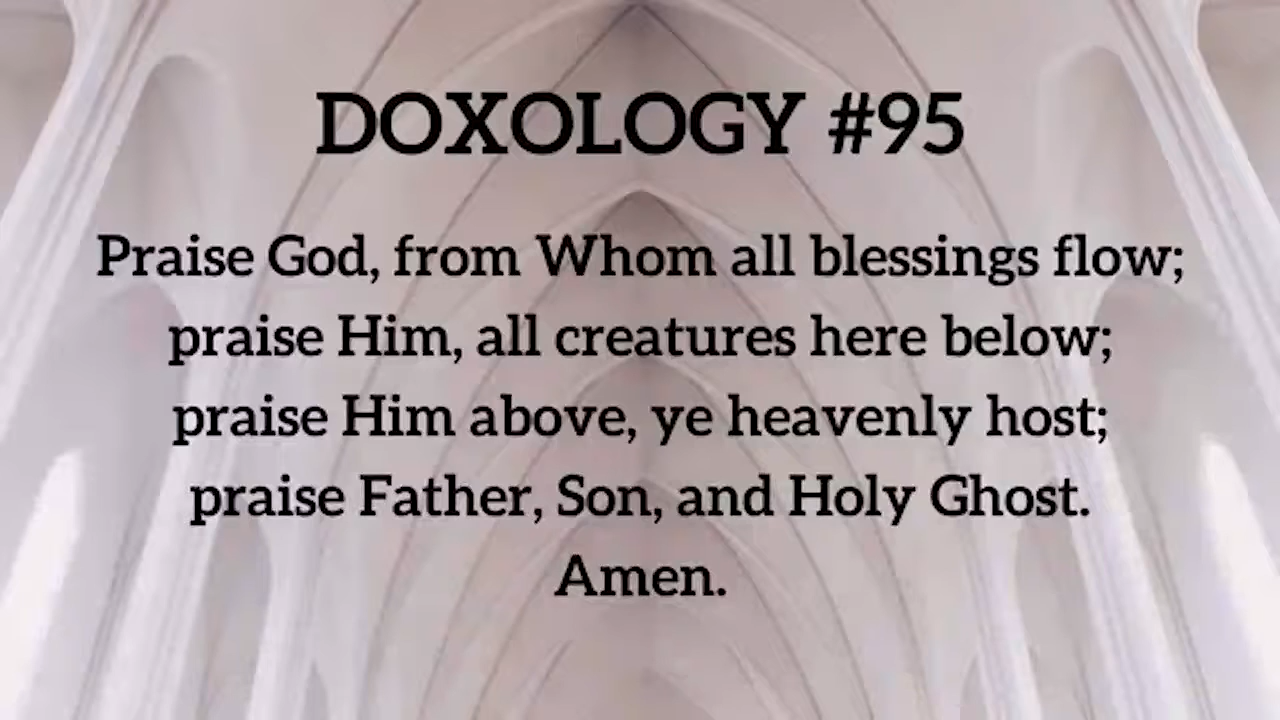 DOXOLOGY #95
Praise God, from Whom all blessings flow;
praise Him, all creatures here below;
praise Him above, ye heavenly host;
praise Father, Son, and Holy Ghost.
Amen.